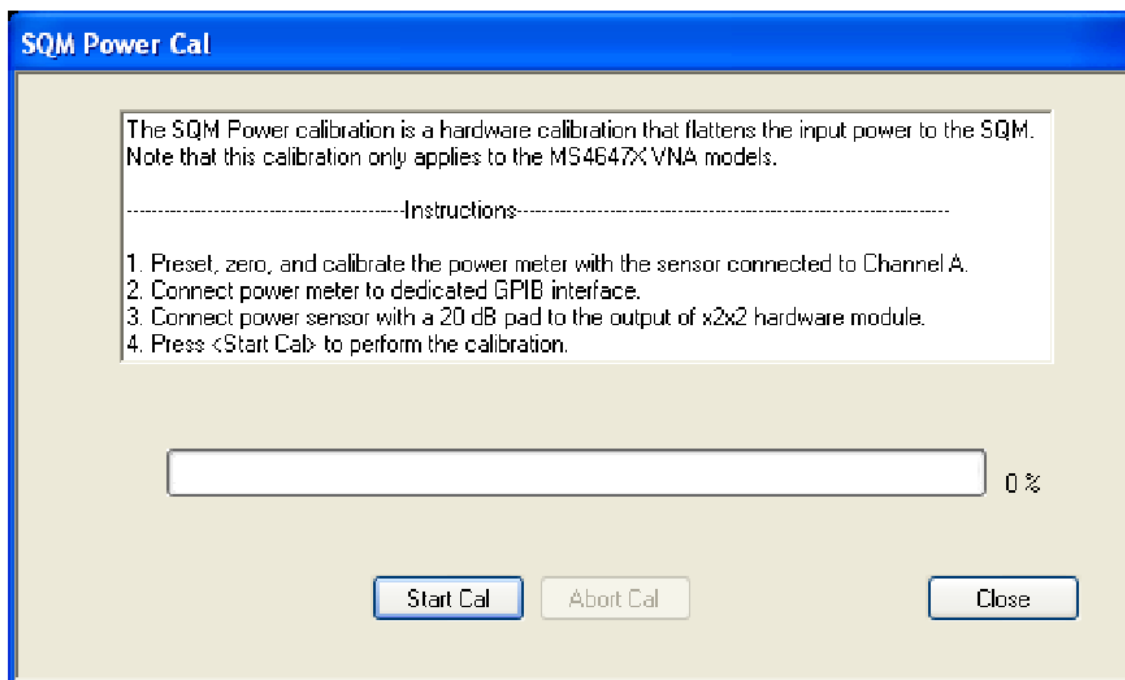 SQM Power Cal
The SQM Power calibration is a hardware calibration that flattens the input power to the SQM.
Note that this calibration only applies to the MS4647X VNA models.
--------------------------------------------Instructions--------------------------------------------------------------------
1. Preset, zero, and calibrate the power meter with the sensor connected to Channel A.
2. Connect power meter to dedicated GPIB interface.
3. Connect power sensor with a 20 dB pad to the output of x2x2 hardware module.
4. Press <Start Cal> to perform the calibration.
0 %
Start Cal
Abort Cal
Close